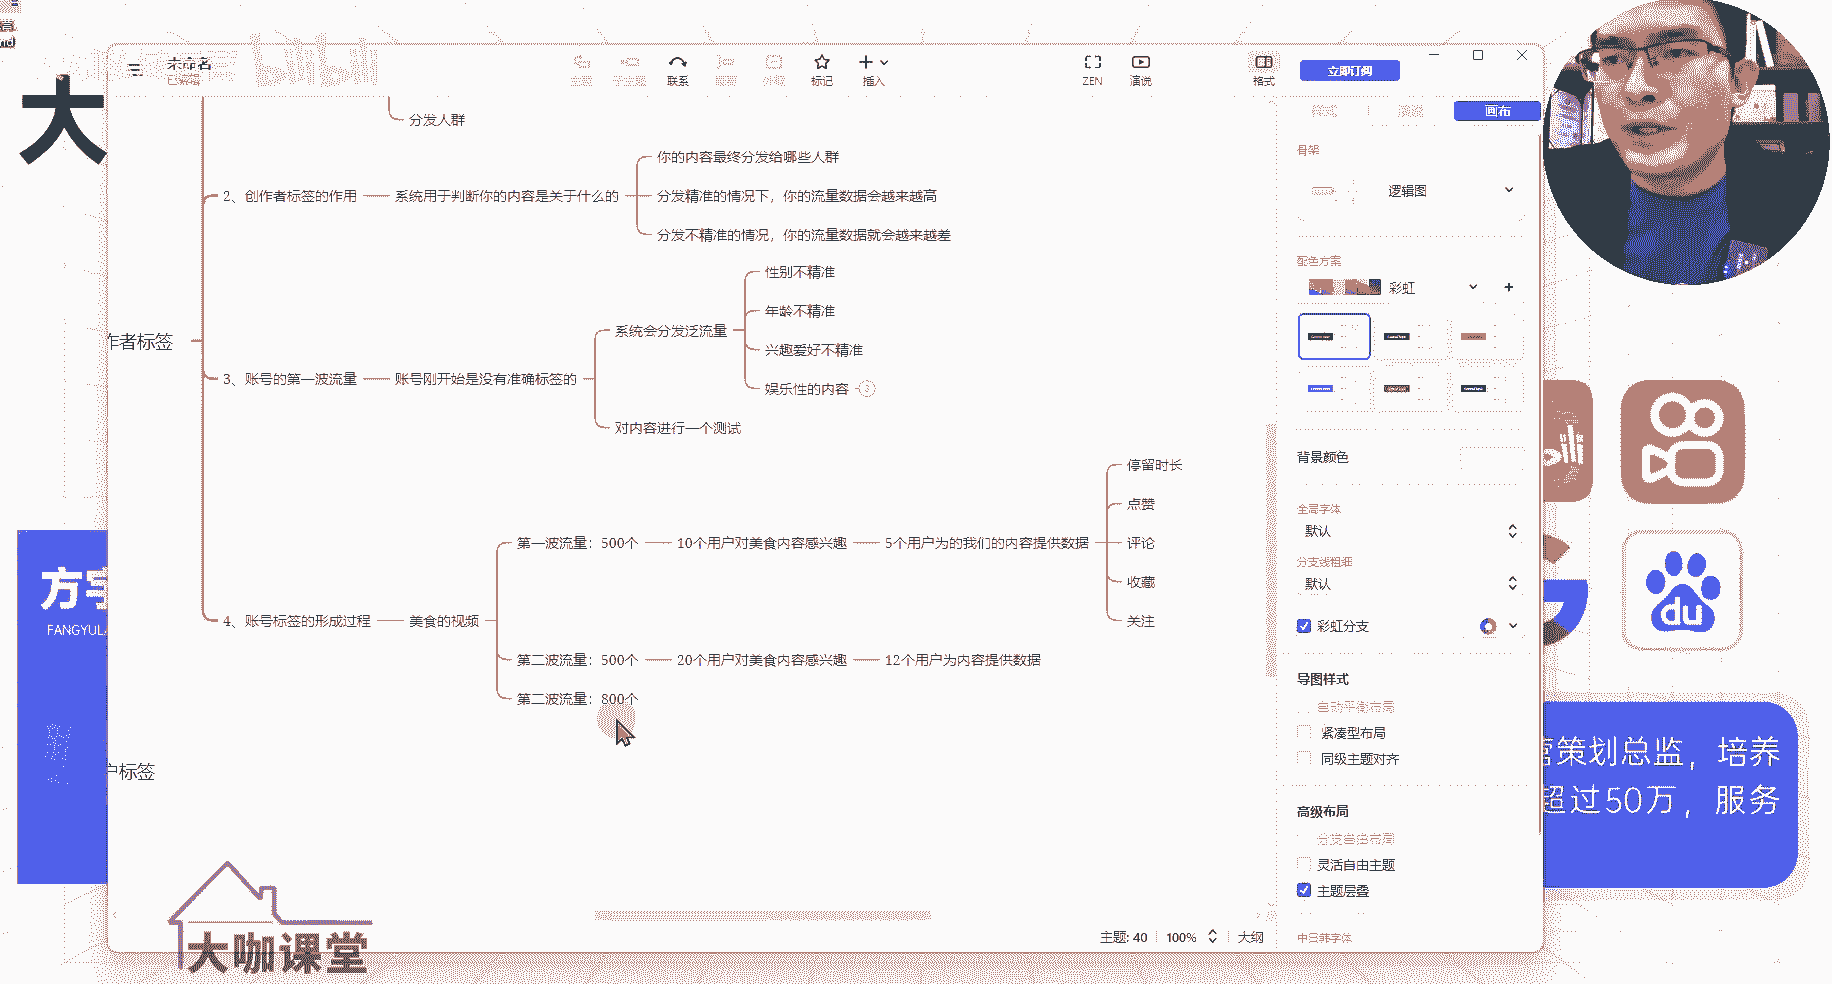 未命名
已编辑
bilibili
主题
子主题
联系
概要
外框
标记
插入
ZEN
演说
格式
立即订阅
大
画布
分发人群
骨架
逻辑图
你的内容最终分发给哪些人群
2、创作者标签的作用
系统用于判断你的内容是关于什么的
分发精准的情况下，你的流量数据会越来越高
分发不精准的情况，你的流量数据就会越来越差
配色方案
彩虹
性别不精准
年龄不精准
作者标签
系统会分发泛流量
兴趣爱好不精准
3、账号的第一波流量
账号刚开始是没有准确标签的
娱乐性的内容
对内容进行一个测试
背景颜色
停留时长
点赞
全局字体
默认
第一波流量：500个
10个用户对美食内容感兴趣
5个用户为的我们的内容提供数据
评论
分支线粗细
默认
收藏
4、账号标签的形成过程
美食的视频
关注
彩虹分支
第二波流量：500个
20个用户对美食内容感兴趣
12个用户为内容提供数据
第二波流量：800个
导图样式
自动平衡布局
紧凑型布局
同级主题对齐
户标签
高级布局
分支自由布局
灵活自由主题
主题层叠
中日韩字体
主题: 40
100%
大纲
方宇
FANGYUL
du
营策划总监，培养
超过50万，服务
大咖课堂